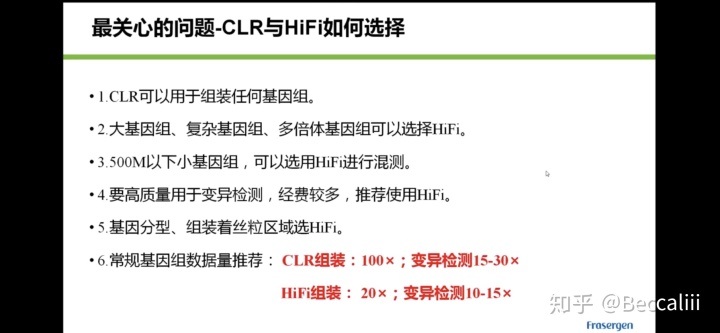 最关心的问题-CLR与HiFi如何选择
• 1.CLR可以用于组装任何基因组。
• 2.大基因组、复杂基因组、多倍体基因组可以选择HiFi。
• 3.500M以下小基因组，可以选用HiFi进行混测。
• 4.要高质量用于变异检测，经费较多，推荐使用HiFi。
• 5.基因分型、组装着丝粒区域选HiFi。
• 6.常规基因组数据量推荐： CLR组装：100×；变异检测15-30×
HiFi组装： 20×；变异检测10-15×
知乎 @Beccaliii
Frasergen